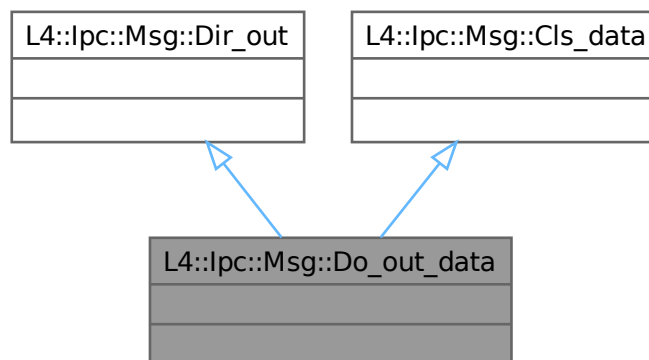 L4::Ipc::Msg::Dir_out
L4::Ipc::Msg::Cls_data
L4::Ipc::Msg::Do_out_data